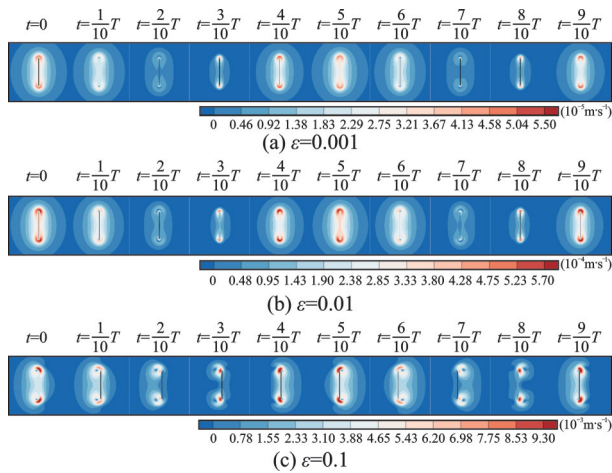 t=0 t=1/10T t=2/10T t=3/10T t=4/10T t=5/10T t=6/10T t=7/10T t=8/10T t=9/10T
(10⁻⁵m·s⁻¹)
0 0.46 0.92 1.38 1.83 2.29 2.75 3.21 3.67 4.13 4.58 5.04 5.50
(a) ε=0.001
t=0 t=1/10T t=2/10T t=3/10T t=4/10T t=5/10T t=6/10T t=7/10T t=8/10T t=9/10T
(10⁻⁴m·s⁻¹)
0 0.48 0.95 1.43 1.90 2.38 2.85 3.33 3.80 4.28 4.75 5.23 5.70
(b) ε=0.01
t=0 t=1/10T t=2/10T t=3/10T t=4/10T t=5/10T t=6/10T t=7/10T t=8/10T t=9/10T
(10⁻³m·s⁻¹)
0 0.78 1.55 2.33 3.10 3.88 4.65 5.43 6.20 6.98 7.75 8.53 9.30
(c) ε=0.1